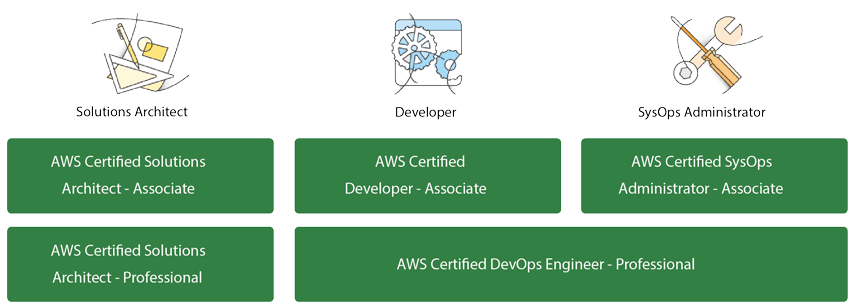 Solutions Architect
Developer
SysOps Administrator
AWS Certified Solutions
Architect - Associate
AWS Certified
Developer - Associate
AWS Certified SysOps
Administrator - Associate
AWS Certified Solutions
Architect - Professional
AWS Certified DevOps Engineer - Professional